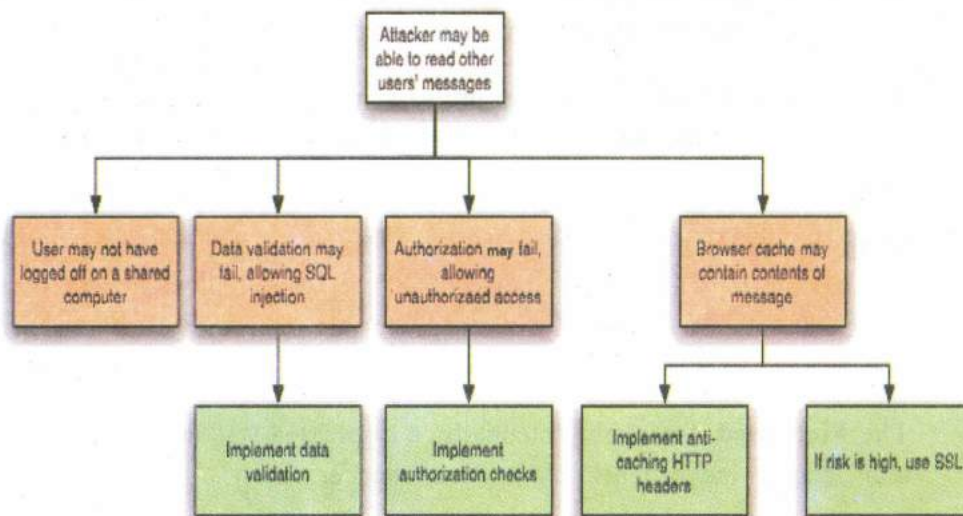 Attacker may be
able to read other
users' messages
User may not have
logged off on a shared
computer
Data validation may
fail, allowing SQL
injection
Authorization may fail,
allowing
unauthorizaed access
Browser cache may
contain contents of
message
Implement data
validation
Implement
authorization checks
Implement anti-
caching HTTP
headers
If risk is high, use SSL